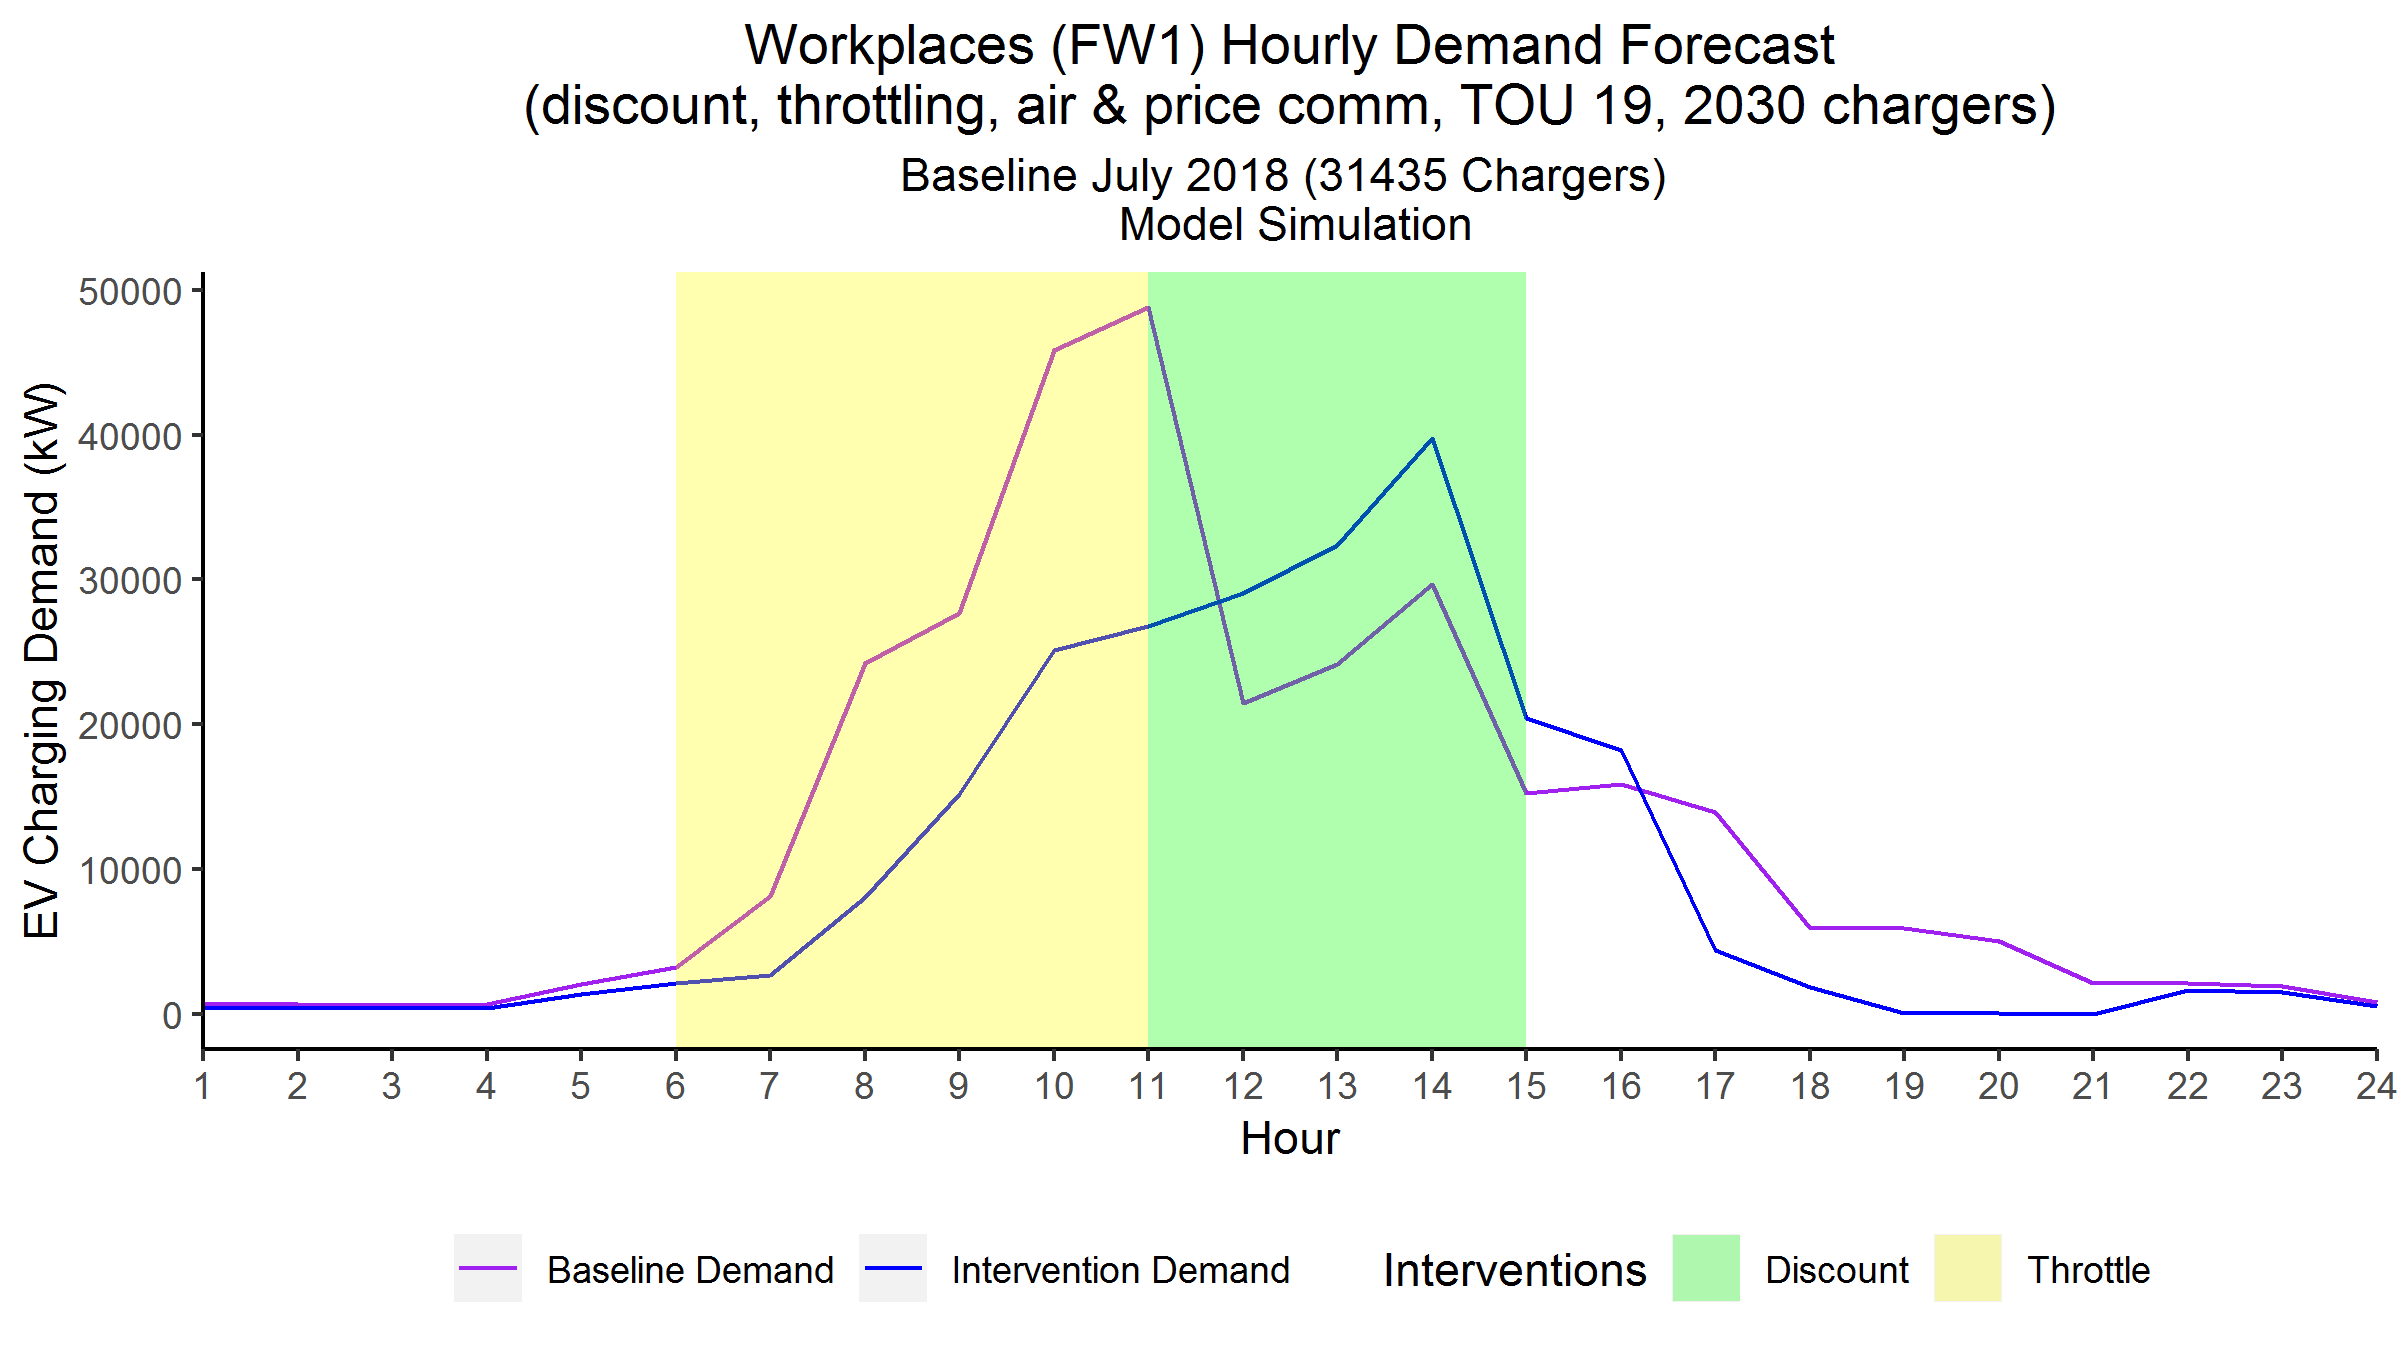 Workplaces (FW1) Hourly Demand Forecast
(discount, throttling, air & price comm, TOU 19, 2030 chargers)
Baseline July 2018 (31435 Chargers)
Model Simulation
EV Charging Demand (kW)
50000
40000
30000
20000
10000
0
1 2 3 4 5 6 7 8 9 10 11 12 13 14 15 16 17 18 19 20 21 22 23 24
Hour
Baseline Demand Intervention Demand Interventions Discount Throttle